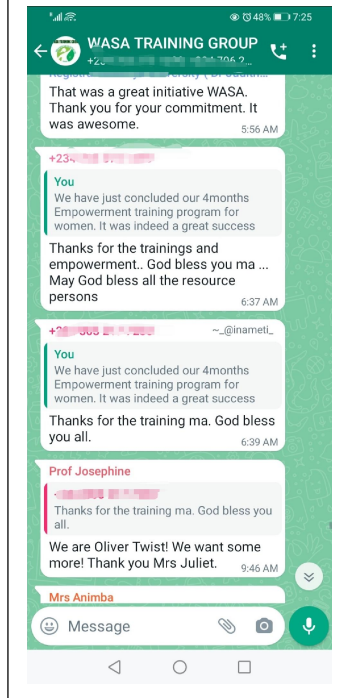 48% 7:25
WASA TRAINING GROUP
That was a great initiative WASA.
Thank you for your commitment. It
was awesome.
5:56 AM
+234
You
We have just concluded our 4months
Empowerment training program for
women. It was indeed a great success
Thanks for the trainings and
empowerment.. God bless you ma ...
May God bless all the resource
persons
6:37 AM
~_@inameti_
You
We have just concluded our 4months
Empowerment training program for
women. It was indeed a great success
Thanks for the training ma. God bless
you all.
6:39 AM
Prof Josephine
Thanks for the training ma. God bless you
all.
We are Oliver Twist! We want some
more! Thank you Mrs Juliet.
9:46 AM
Mrs Animba
Message